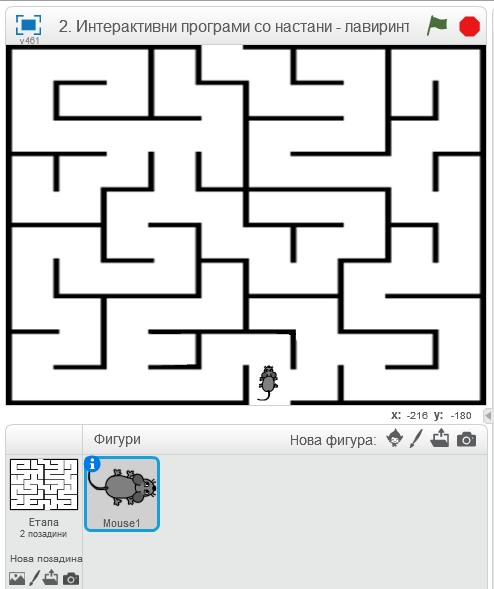 2. Интерактивни програми со настани - лавиринт
v461
x: -216 y: -180
Фигури
Нова фигура:
Етапа
2 позадини
Нова позадина
Mouse1